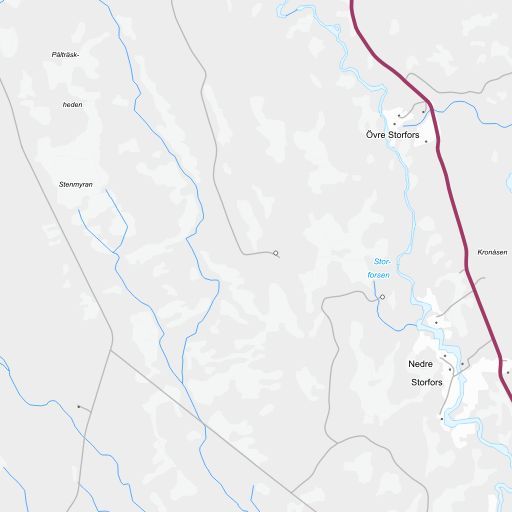 Pålträsk-
heden
Övre Storfors
Stenmyran
Kronåsen
Stor-
forsen
Nedre
Storfors